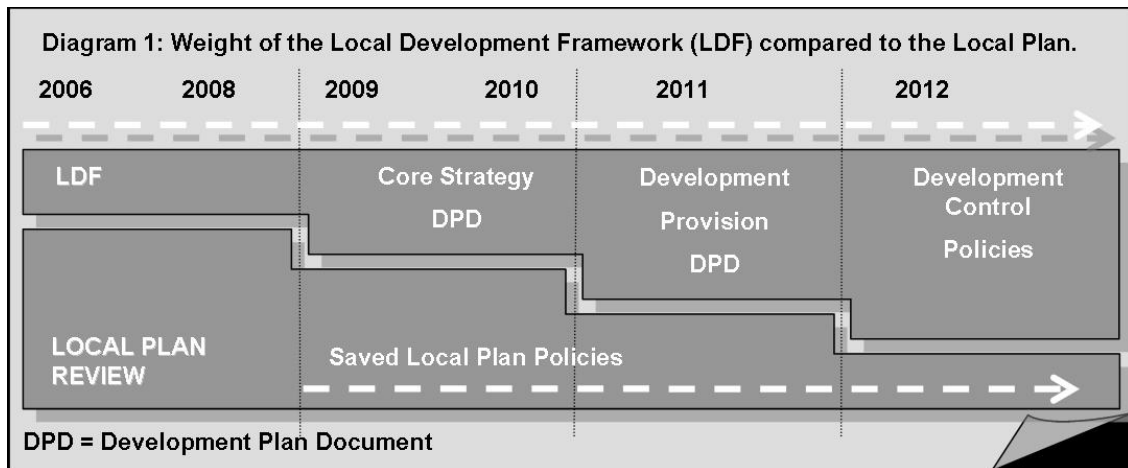 Diagram 1: Weight of the Local Development Framework (LDF) compared to the Local Plan.
2006 2008 2009 2010 2011 2012
LDF
Core Strategy
DPD
Development
Provision
DPD
Development
Control
Policies
LOCAL PLAN
REVIEW
Saved Local Plan Policies
DPD = Development Plan Document